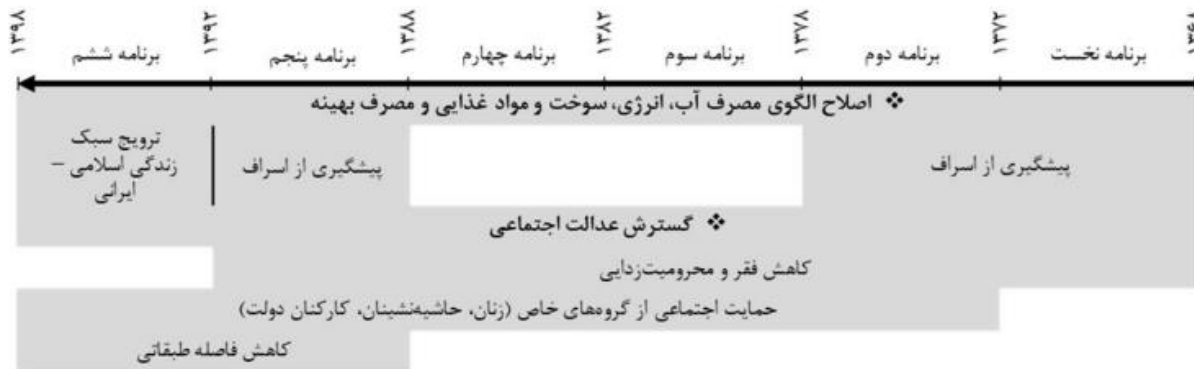 ۱۳۹۸ ۱۳۹۲ ۱۳۸۸ ۱۳۸۲ ۱۳۷۸ ۱۳۷۲
برنامه نخست
برنامه دوم
برنامه سوم
برنامه چهارم
برنامه پنجم
برنامه ششم
❖ اصلاح الگوی مصرف آب، انرژی، سوخت و مواد غذایی و مصرف بهینه
پیشگیری از اسراف
پیشگیری از اسراف
ترویج سبک
زندگی اسلامی –
ایرانی
❖ گسترش عدالت اجتماعی
کاهش فقر و محرومیت‌زدایی
حمایت اجتماعی از گروه‌های خاص (زنان، حاشیه‌نشینان، کارکنان دولت)
کاهش فاصله طبقاتی